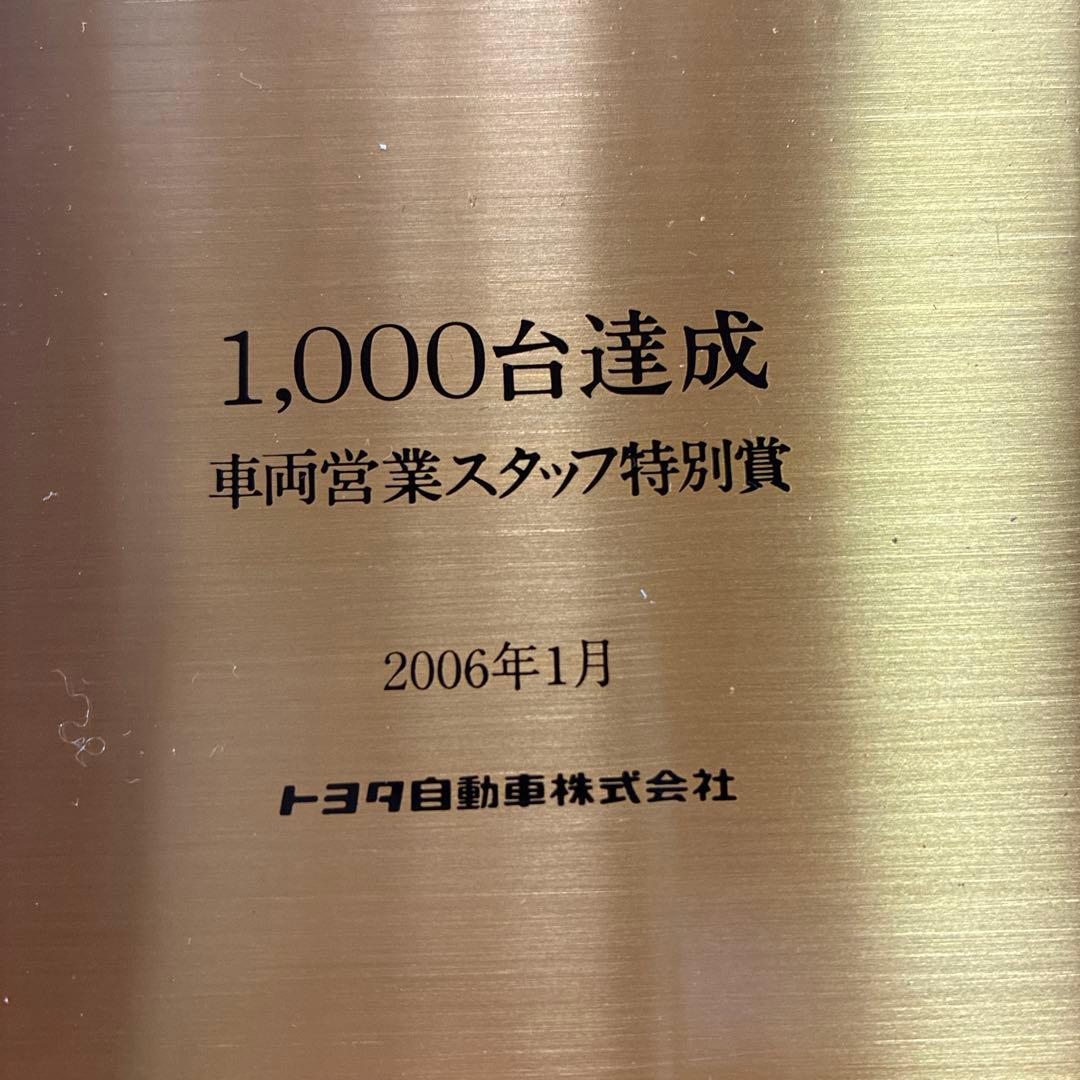 1,000台達成
車両営業スタッフ特別賞
2006年1月
トヨタ自動車株式会社